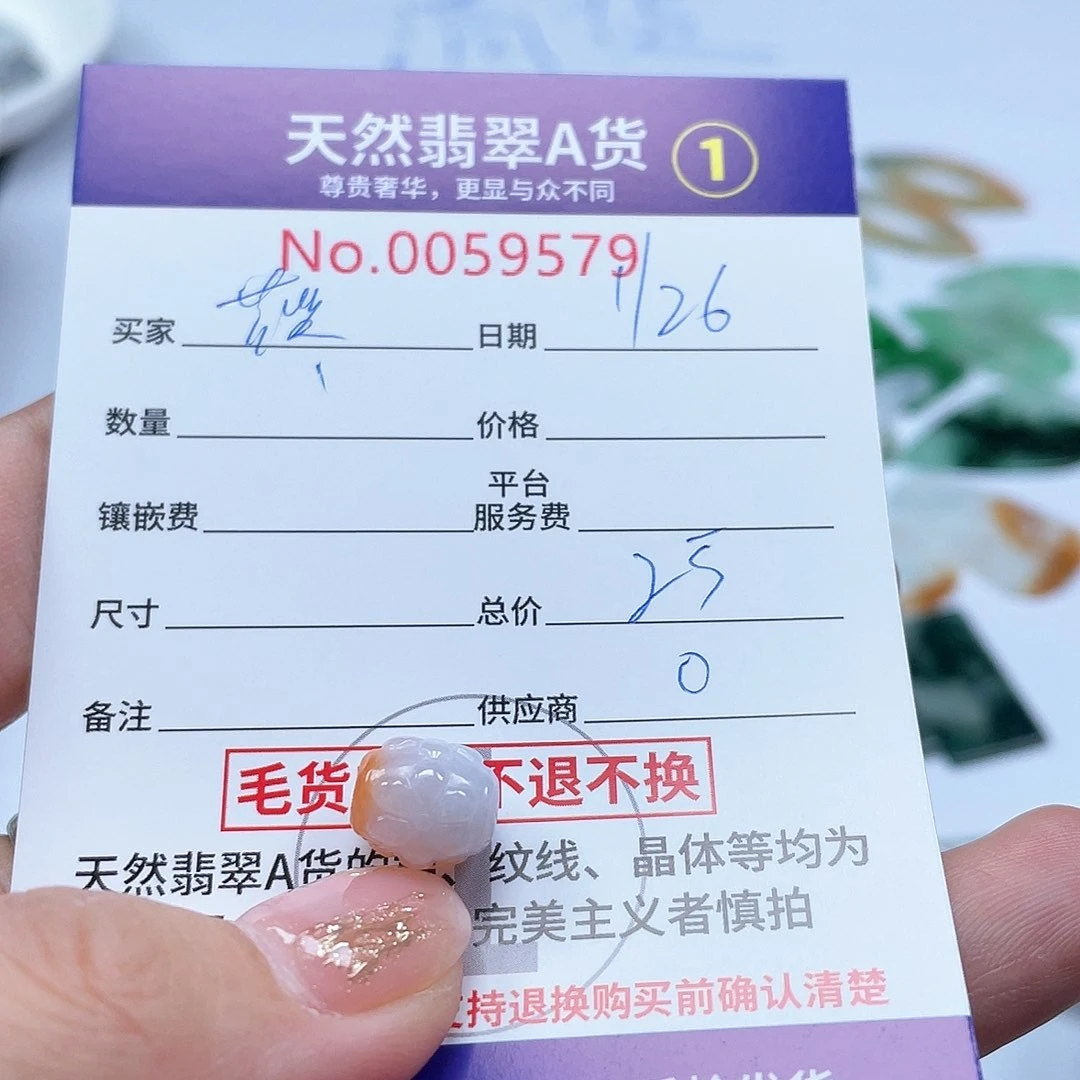 天然翡翠A货 1
尊贵奢华，更显与众不同
No.0059579
买家 日期 1/26
数量 价格
平台
镶嵌费 服务费
尺寸 总价 25
备注 供应商 0
毛货 不退不换
天然翡翠A货的 、纹线、晶体等均为
完美主义者慎拍
支持退换购买前确认清楚